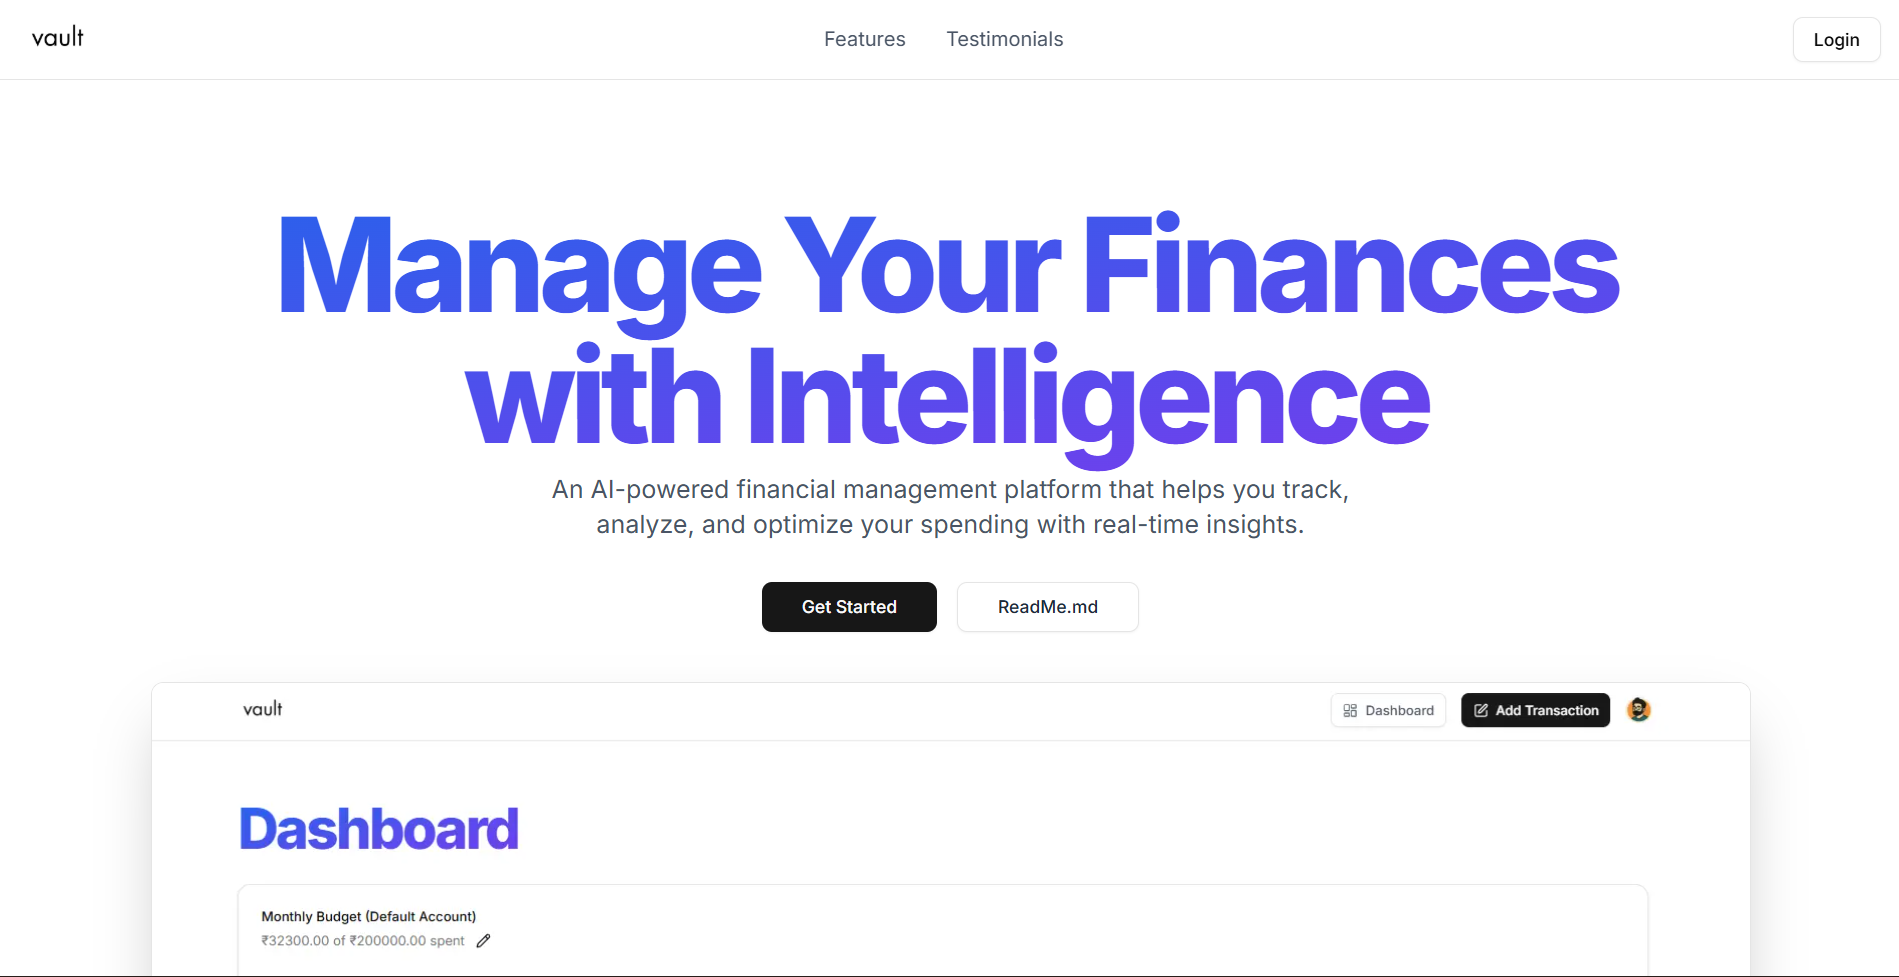 vault
Features
Testimonials
Login
Manage Your Finances
with Intelligence
An AI-powered financial management platform that helps you track,
analyze, and optimize your spending with real-time insights.
Get Started
ReadMe.md
vault
Dashboard
Add Transaction
Dashboard
Monthly Budget (Default Account)
₹32300.00 of ₹200000.00 spent